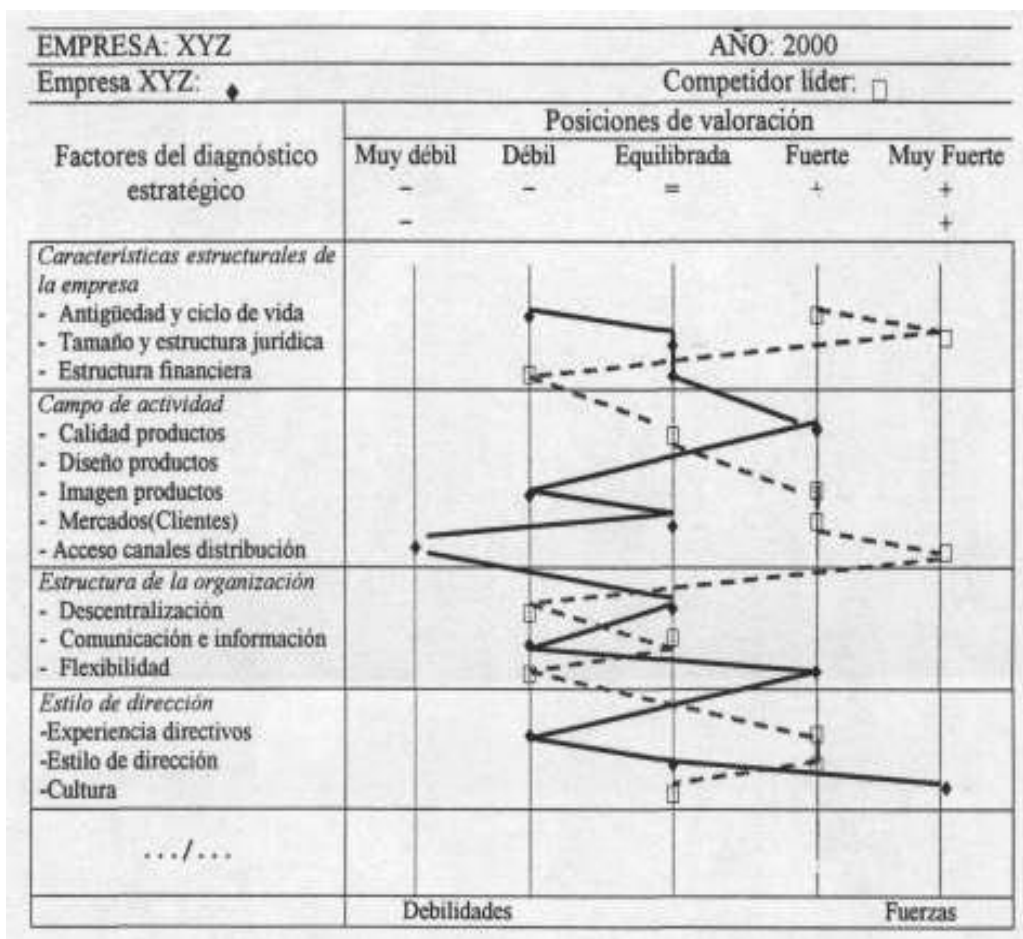 EMPRESA: XYZ AÑO: 2000
Empresa XYZ: Competidor líder:
Posiciones de valoración
Factores del diagnóstico estratégico
Muy débil Débil Equilibrada Fuerte Muy Fuerte
− − = + +
− +
Características estructurales de
la empresa
- Antigüedad y ciclo de vida
- Tamaño y estructura jurídica
- Estructura financiera
Campo de actividad
- Calidad productos
- Diseño productos
- Imagen productos
- Mercados(Clientes)
- Acceso canales distribución
Estructura de la organización
- Descentralización
- Comunicación e información
- Flexibilidad
Estilo de dirección
-Experiencia directivos
-Estilo de dirección
-Cultura
.../...
Debilidades Fuerzas